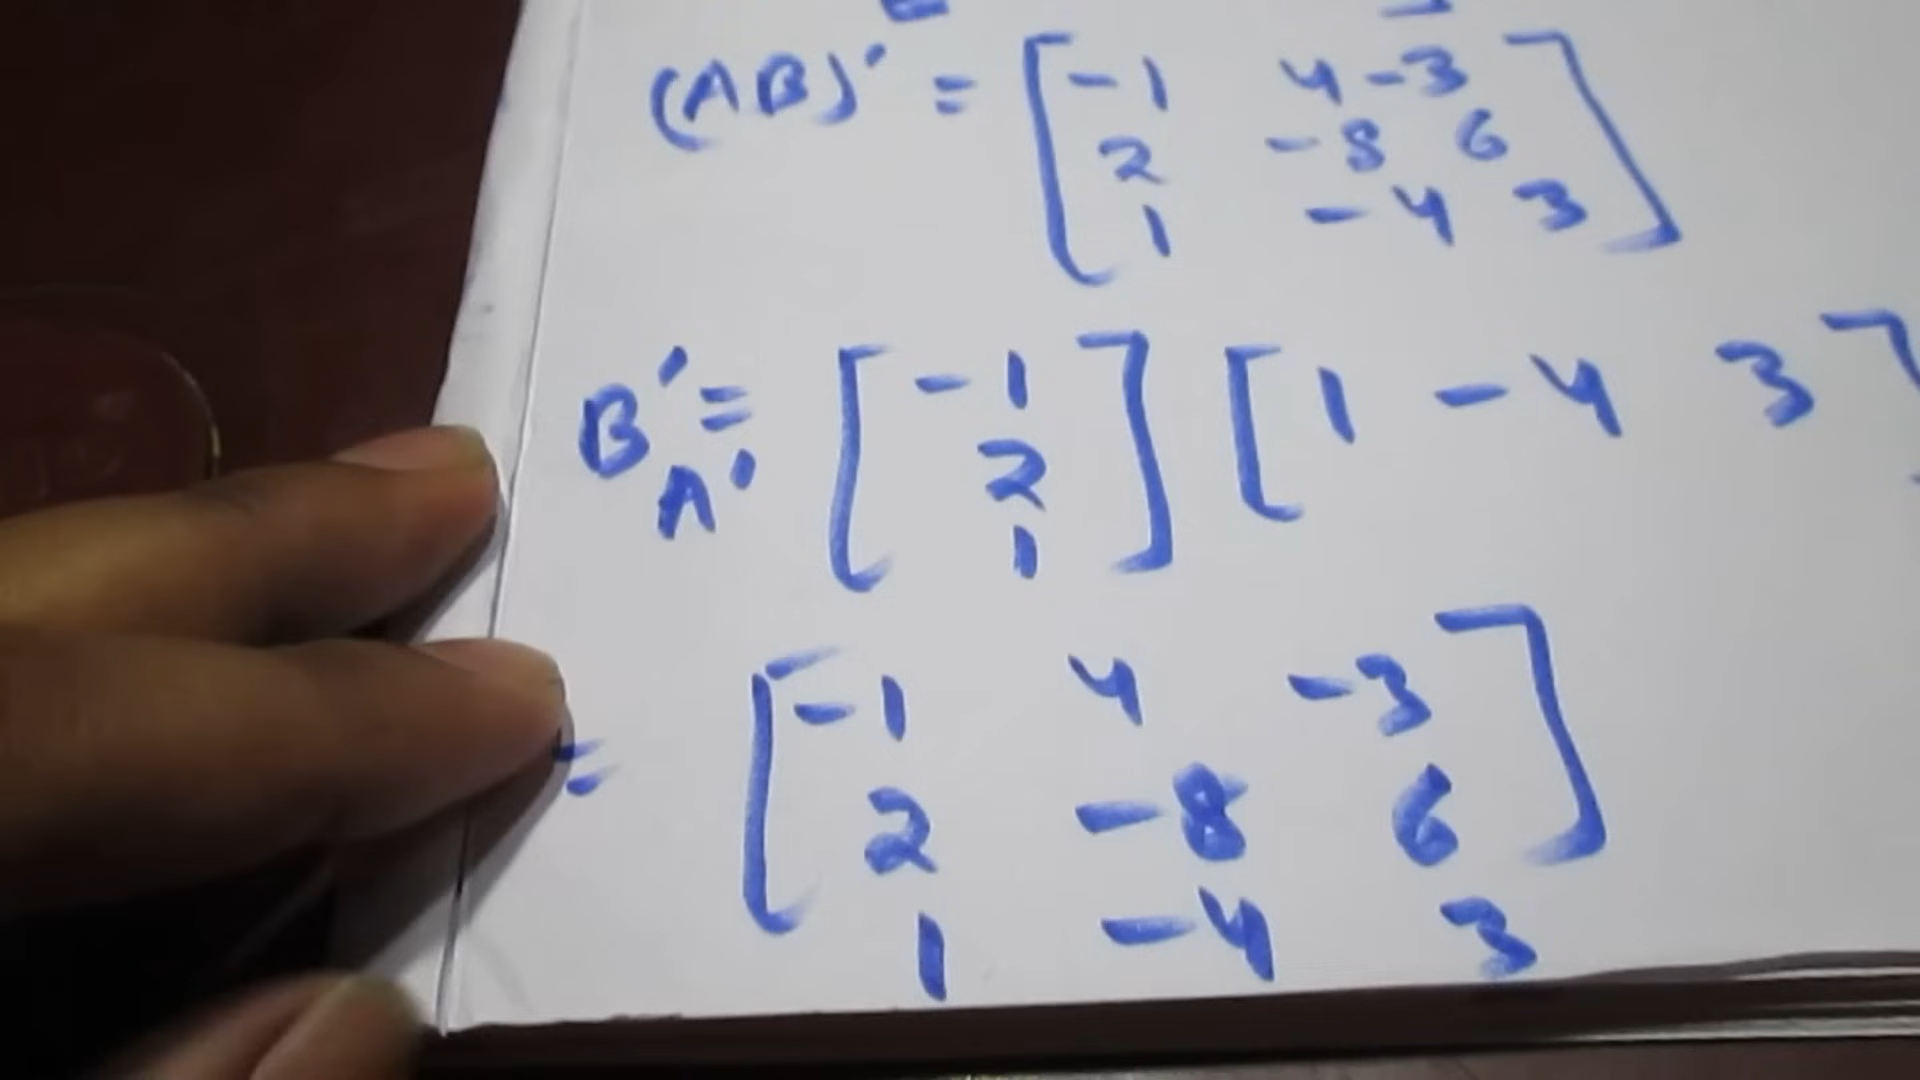 (AB)' = [ -1 4 -3 ]
2 -8 6
1 -4 3
B' = [ -1 ] [ 1 -4 3 ]
A' 2
1
= [ -1 4 -3 ]
2 -8 6
1 -4 3